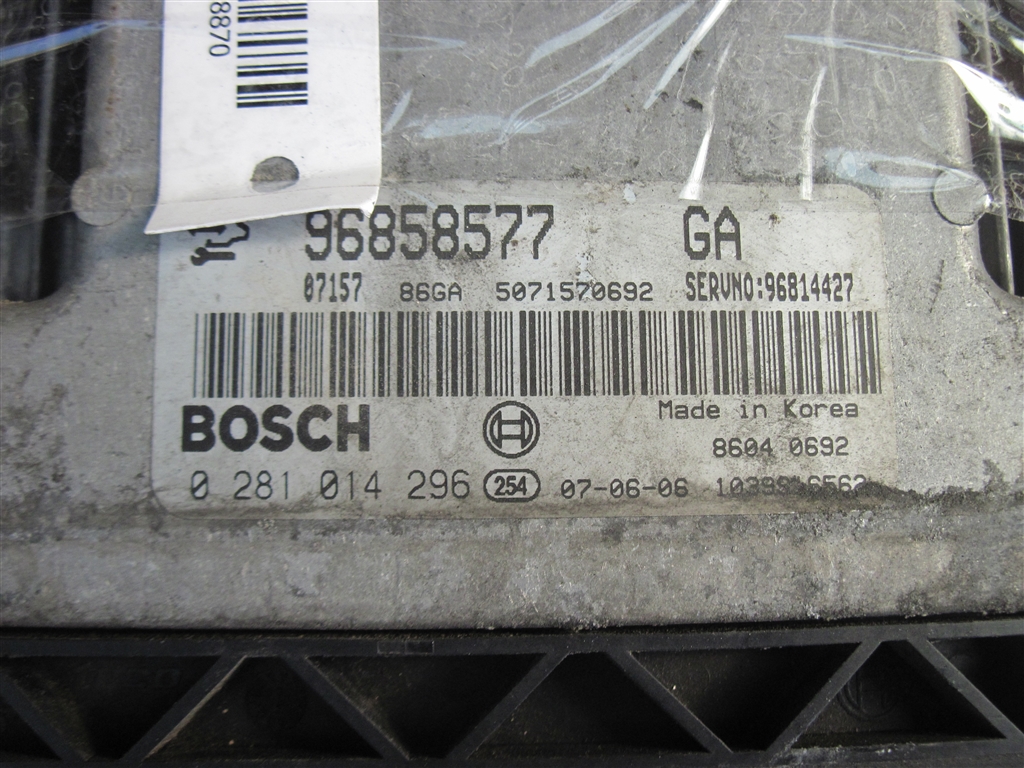 8870
96858577 GA
07157 86GA 5071570692 SERVNO:96814427
BOSCH
Made in Korea
8604 0692
0 281 014 296 254 07-06-06